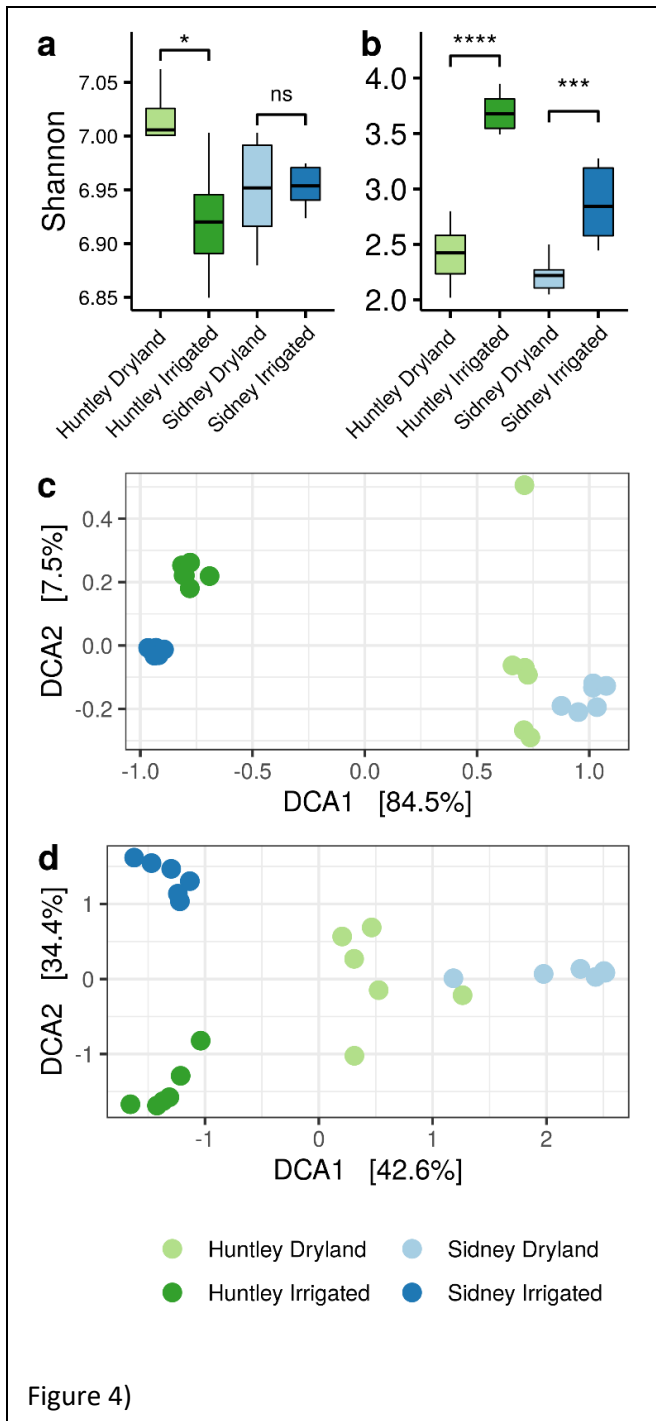 a
*
ns
7.05
7.00
6.95
6.90
6.85
Shannon
Huntley Dryland
Huntley Irrigated
Sidney Dryland
Sidney Irrigated
b
****
***
4.0
3.5
3.0
2.5
2.0
Huntley Dryland
Huntley Irrigated
Sidney Dryland
Sidney Irrigated
c
0.4
0.2
0.0
-0.2
DCA2 [7.5%]
-1.0 -0.5 0.0 0.5 1.0
DCA1 [84.5%]
d
1
0
-1
DCA2 [34.4%]
-1 0 1 2
DCA1 [42.6%]
Huntley Dryland Sidney Dryland
Huntley Irrigated Sidney Irrigated
Figure 4)